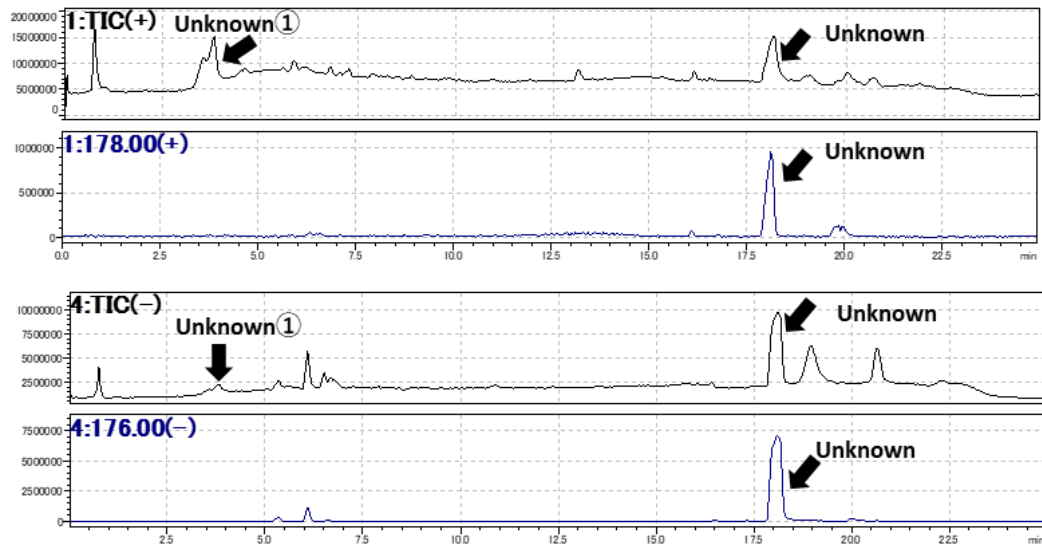 1:TIC(+)
Unknown①
Unknown
20000000
15000000
10000000
5000000
0
1:178.00(+)
Unknown
1000000
500000
0
0.0 2.5 5.0 7.5 10.0 12.5 15.0 17.5 20.0 22.5 min
4:TIC(-)
Unknown①
Unknown
10000000
7500000
5000000
2500000
4:176.00(-)
Unknown
7500000
5000000
2500000
0
2.5 5.0 7.5 10.0 12.5 15.0 17.5 20.0 22.5 min